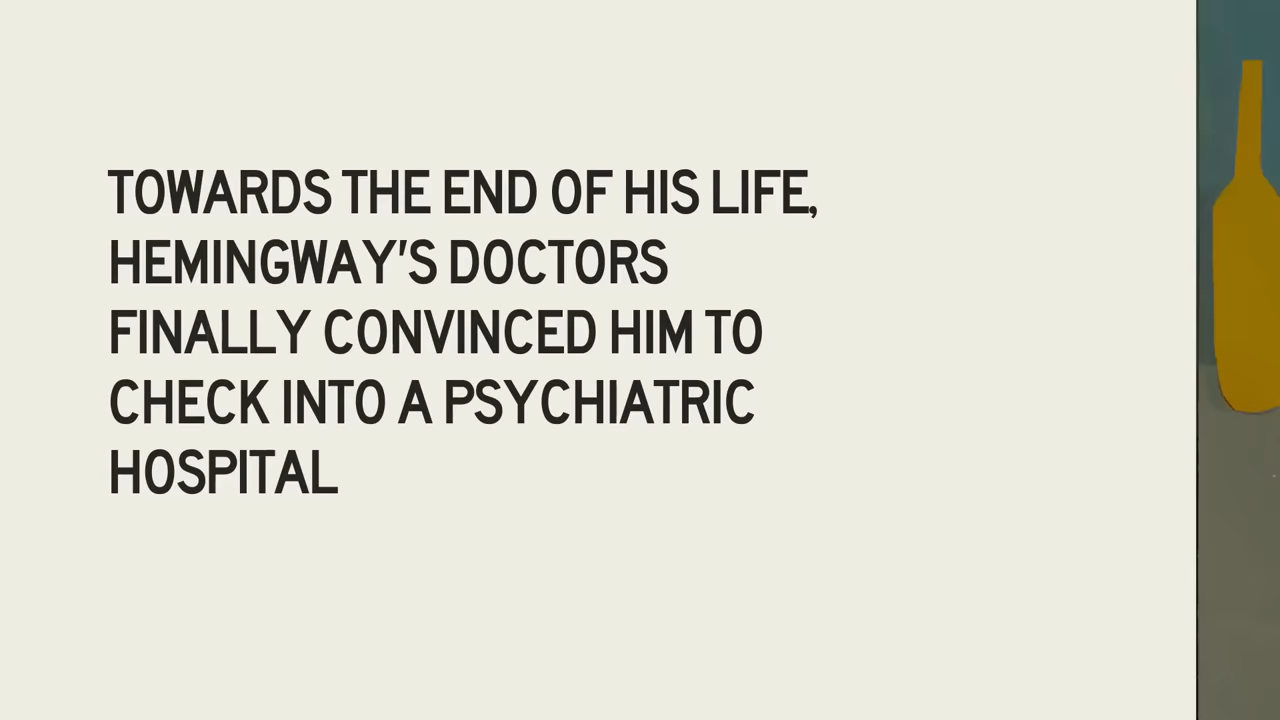 TOWARDS THE END OF HIS LIFE,
HEMINGWAY'S DOCTORS
FINALLY CONVINCED HIM TO
CHECK INTO A PSYCHIATRIC
HOSPITAL